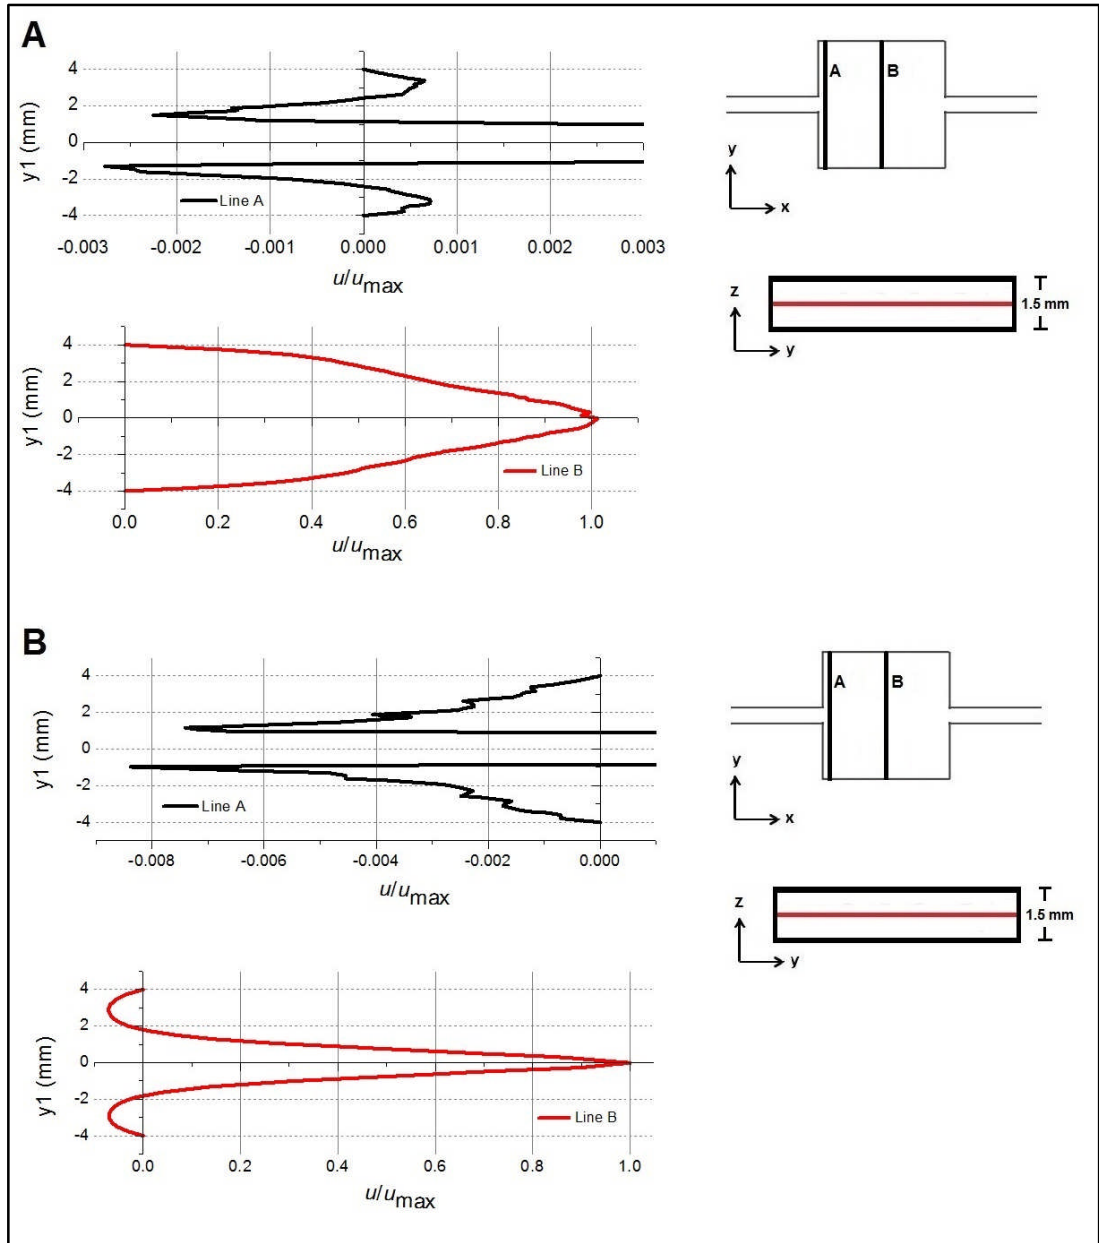 A
y1 (mm)
4
2
0
-2
-4
Line A
-0.003
-0.002
-0.001
0.000
0.001
0.002
0.003
u/umax
A
B
y
x
z
y
1.5 mm
y1 (mm)
4
2
0
-2
-4
Line B
0.0
0.2
0.4
0.6
0.8
1.0
u/umax
B
y1 (mm)
4
2
0
-2
-4
Line A
-0.008
-0.006
-0.004
-0.002
0.000
u/umax
A
B
y
x
z
y
1.5 mm
y1 (mm)
4
2
0
-2
-4
Line B
0.0
0.2
0.4
0.6
0.8
1.0
u/umax